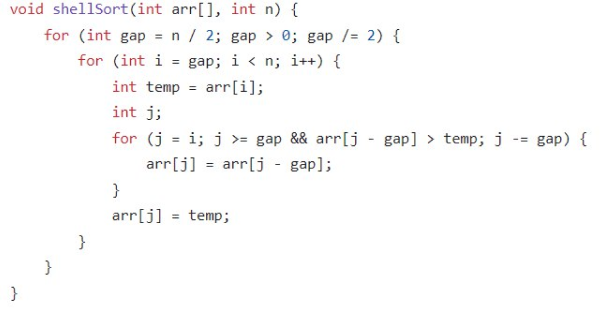 void shellSort(int arr[], int n) {
    for (int gap = n / 2; gap > 0; gap /= 2) {
        for (int i = gap; i < n; i++) {
            int temp = arr[i];
            int j;
            for (j = i; j >= gap && arr[j - gap] > temp; j -= gap) {
                arr[j] = arr[j - gap];
            }
            arr[j] = temp;
        }
    }
}